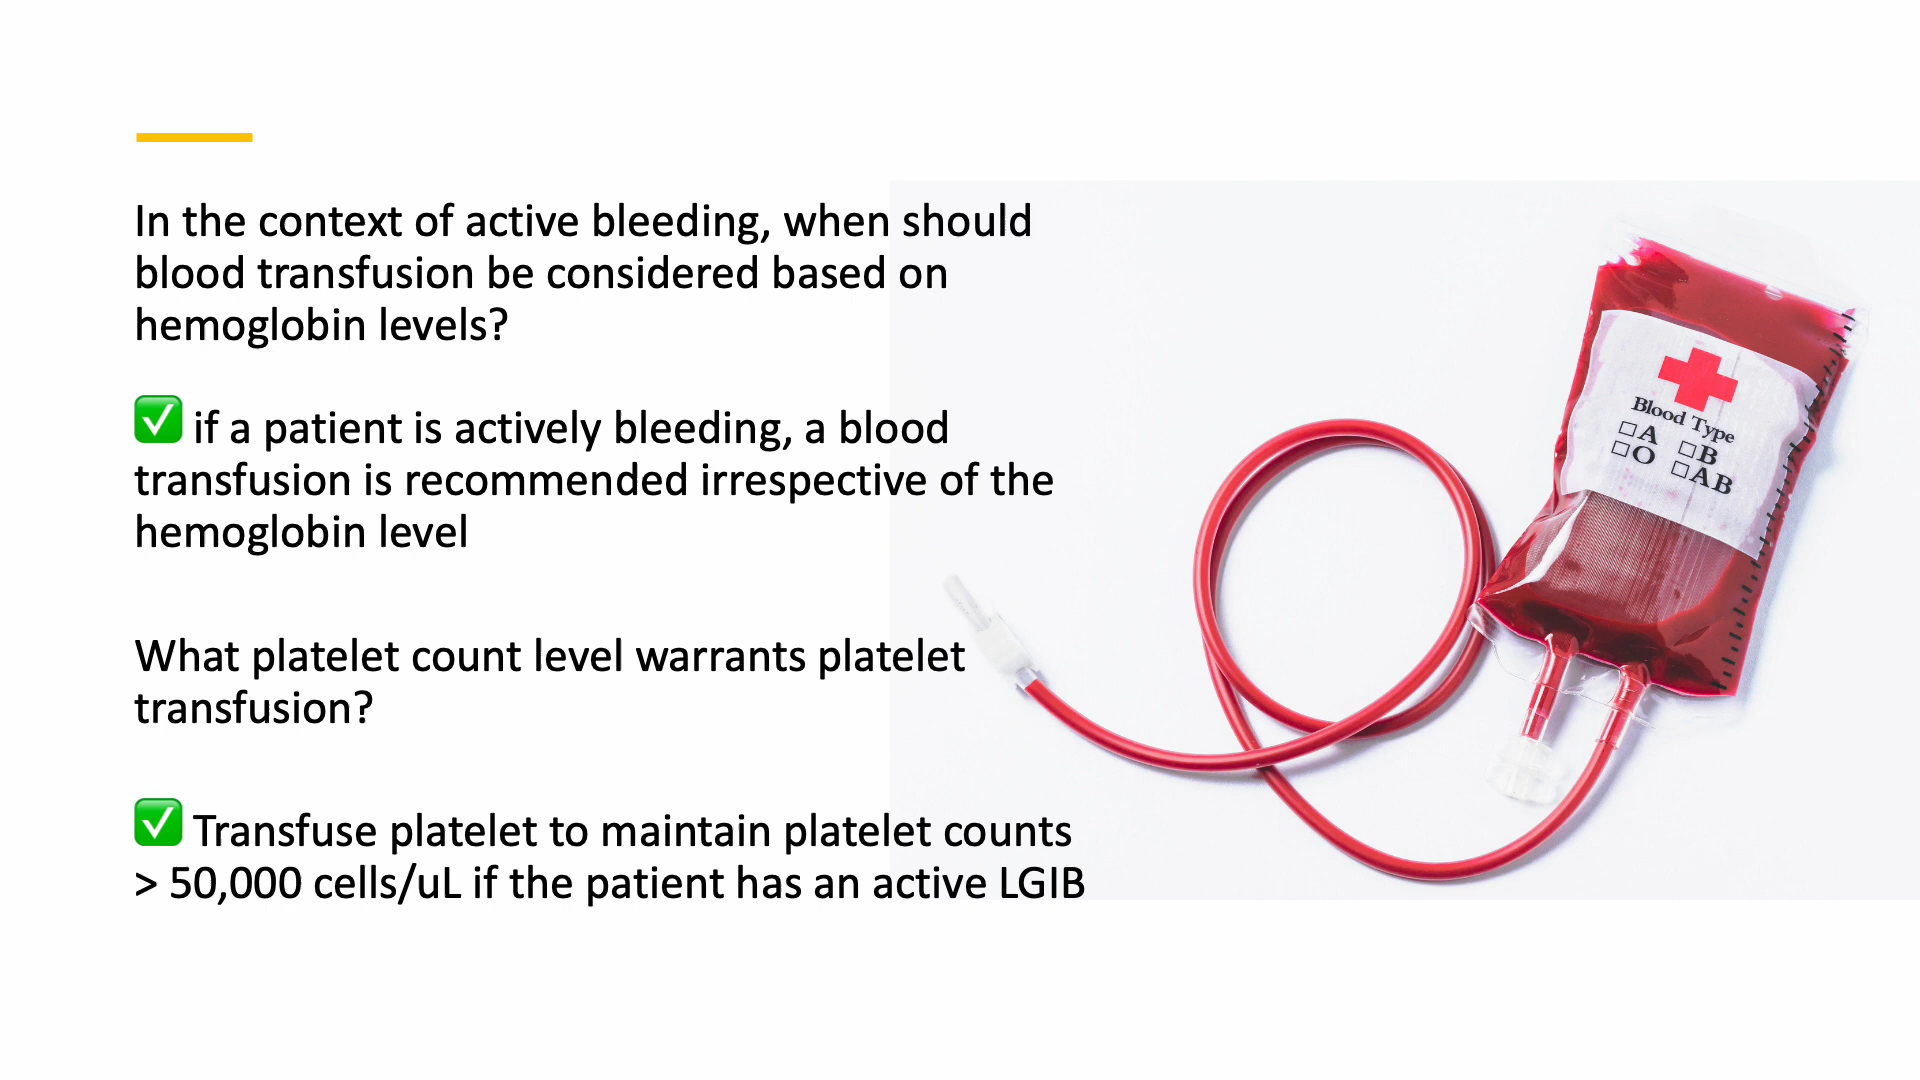 In the context of active bleeding, when should
blood transfusion be considered based on
hemoglobin levels?
✅ if a patient is actively bleeding, a blood
transfusion is recommended irrespective of the
hemoglobin level
What platelet count level warrants platelet
transfusion?
✅ Transfuse platelet to maintain platelet counts
> 50,000 cells/uL if the patient has an active LGIB
Blood Type
☐A ☐B
☐O ☐AB